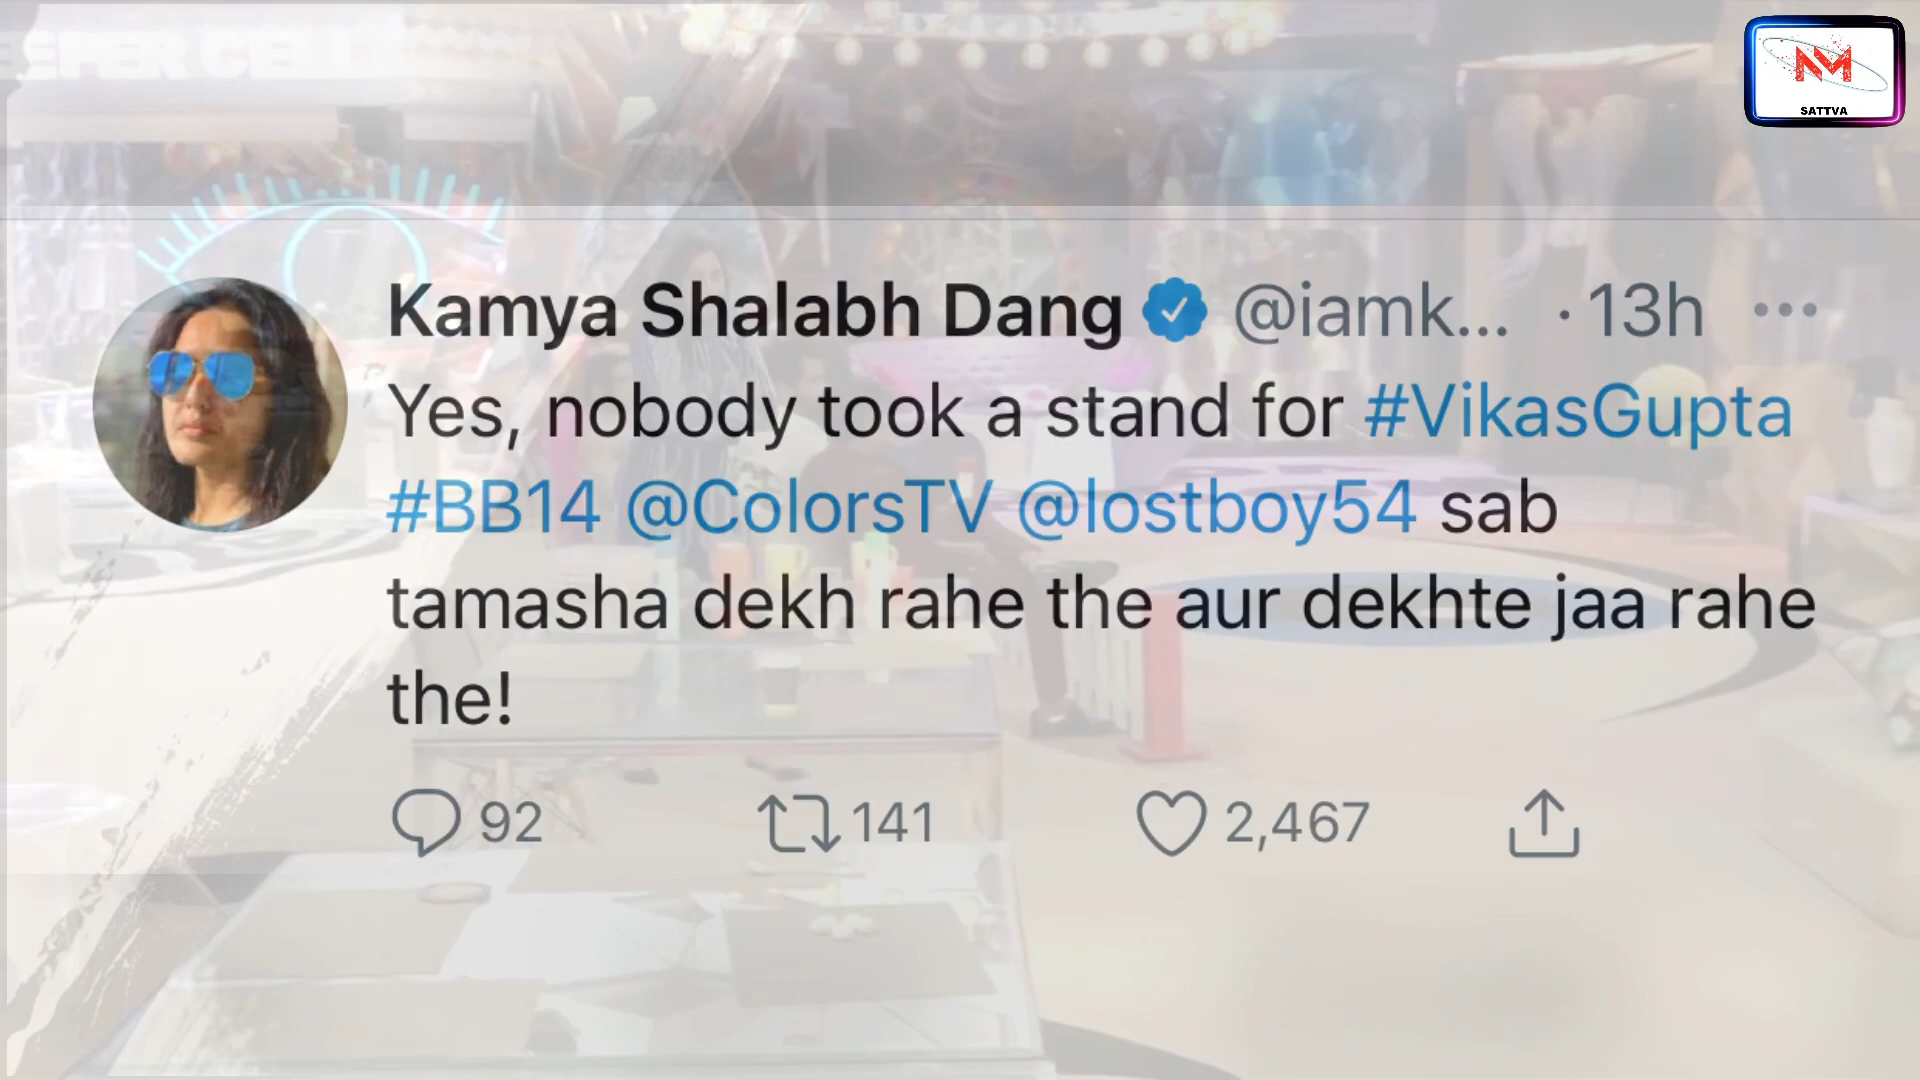 SATTVA
Kamya Shalabh Dang @iamk... · 13h ...
Yes, nobody took a stand for #VikasGupta
#BB14 @ColorsTV @lostboy54 sab
tamasha dekh rahe the aur dekhte jaa rahe
the!
92 141 2,467